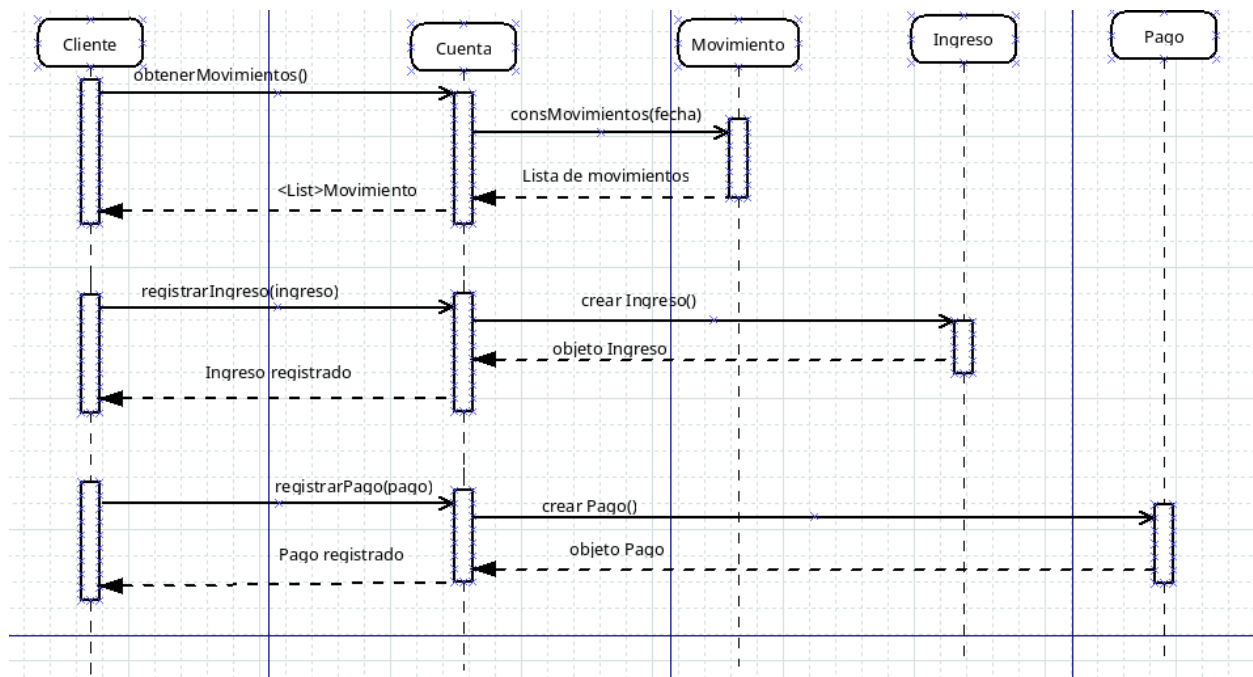 Cliente
Cuenta
Movimiento
Ingreso
Pago
obtenerMovimientos()
consMovimientos(fecha)
Lista de movimientos
<List>Movimiento
registrarIngreso(ingreso)
crear Ingreso()
objeto Ingreso
Ingreso registrado
registrarPago(pago)
crear Pago()
objeto Pago
Pago registrado